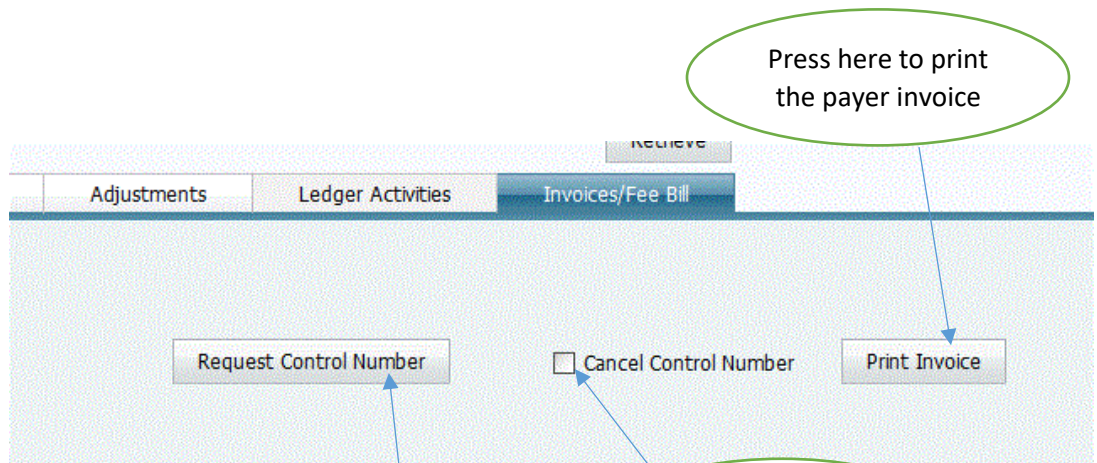 Press here to print
the payer invoice
Retrieve
Adjustments Ledger Activities Invoices/Fee Bill
Request Control Number Cancel Control Number Print Invoice